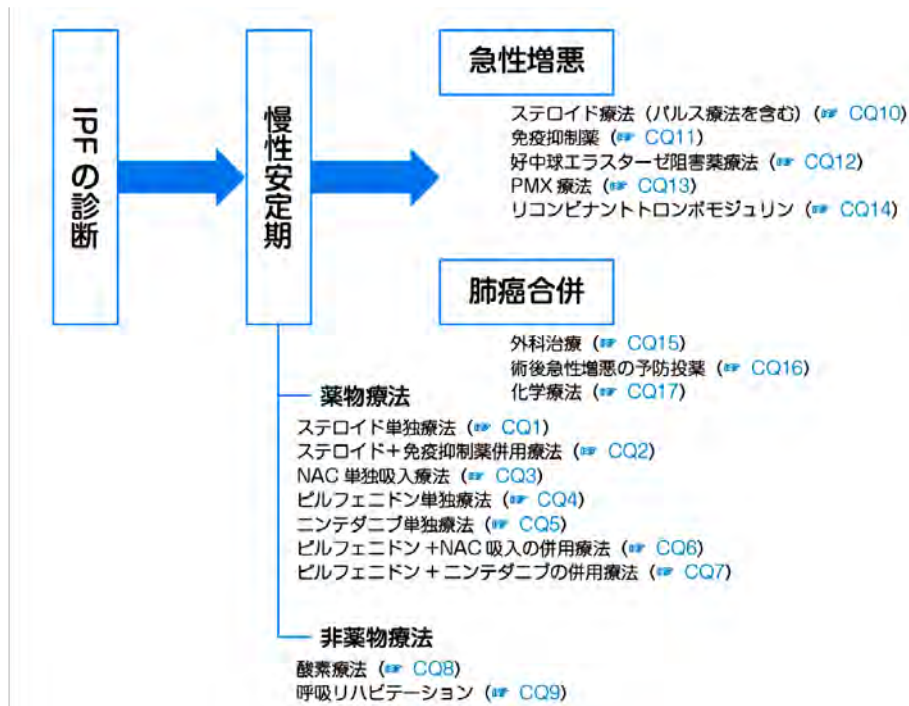 IPFの診断
慢性安定期
急性増悪
ステロイド療法（パルス療法を含む）（☞ CQ10）
免疫抑制薬（☞ CQ11）
好中球エラスターゼ阻害薬療法（☞ CQ12）
PMX 療法（☞ CQ13）
リコンビナントトロンボモジュリン（☞ CQ14）
肺癌合併
外科治療（☞ CQ15）
術後急性増悪の予防投薬（☞ CQ16）
化学療法（☞ CQ17）
薬物療法
ステロイド単独療法（☞ CQ1）
ステロイド＋免疫抑制薬併用療法（☞ CQ2）
NAC 単独吸入療法（☞ CQ3）
ピルフェニドン単独療法（☞ CQ4）
ニンテダニブ単独療法（☞ CQ5）
ピルフェニドン +NAC 吸入の併用療法（☞ CQ6）
ピルフェニドン + ニンテダニブの併用療法（☞ CQ7）
非薬物療法
酸素療法（☞ CQ8）
呼吸リハビテーション（☞ CQ9）